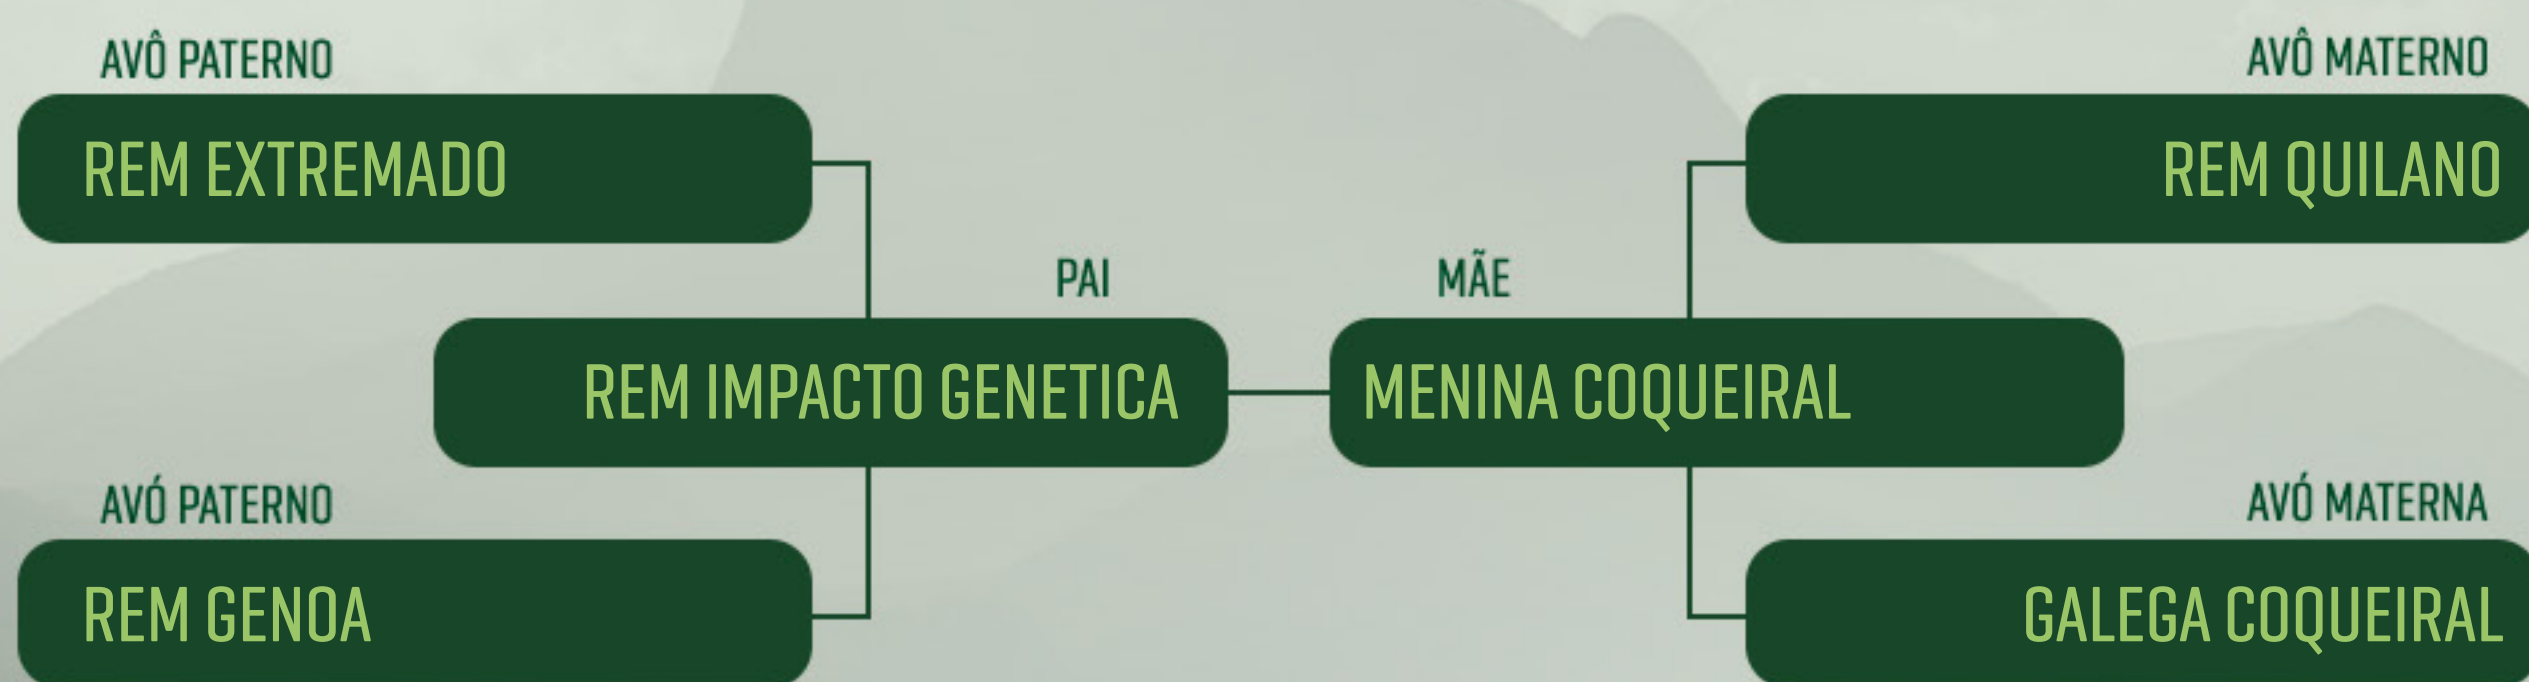 AVÔ PATERNO
AVÔ MATERNO
REM EXTREMADO
REM QUILANO
PAI
MÃE
REM IMPACTO GENETICA
MENINA COQUEIRAL
AVÓ PATERNO
AVÓ MATERNA
REM GENOA
GALEGA COQUEIRAL